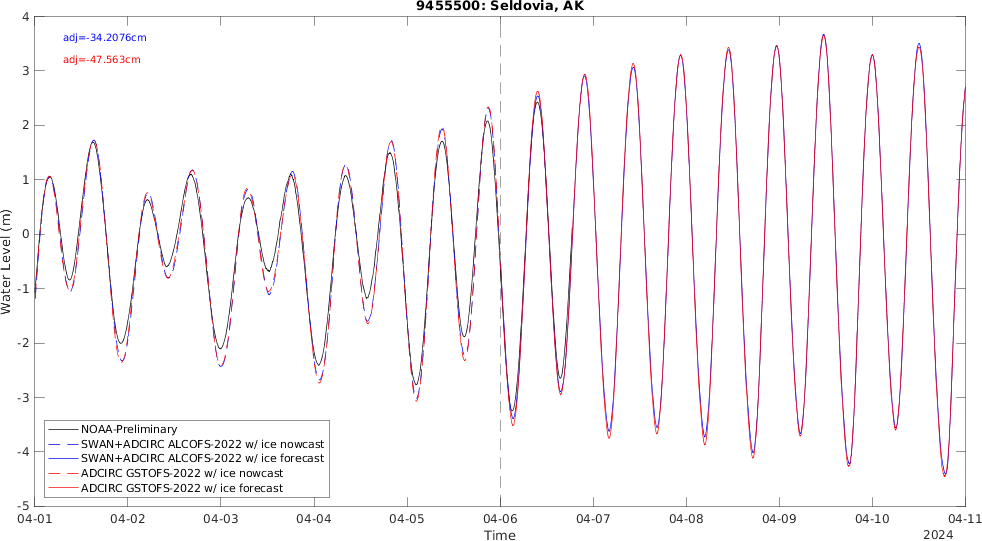 9455500: Seldovia, AK
adj=-34.2076cm
adj=-47.563cm
4
3
2
1
0
-1
-2
-3
-4
-5
Water Level (m)
NOAA-Preliminary
SWAN+ADCIRC ALCOFS-2022 w/ ice nowcast
SWAN+ADCIRC ALCOFS-2022 w/ ice forecast
ADCIRC GSTOFS-2022 w/ ice nowcast
ADCIRC GSTOFS-2022 w/ ice forecast
04-01 04-02 04-03 04-04 04-05 04-06 04-07 04-08 04-09 04-10 04-11
Time
2024